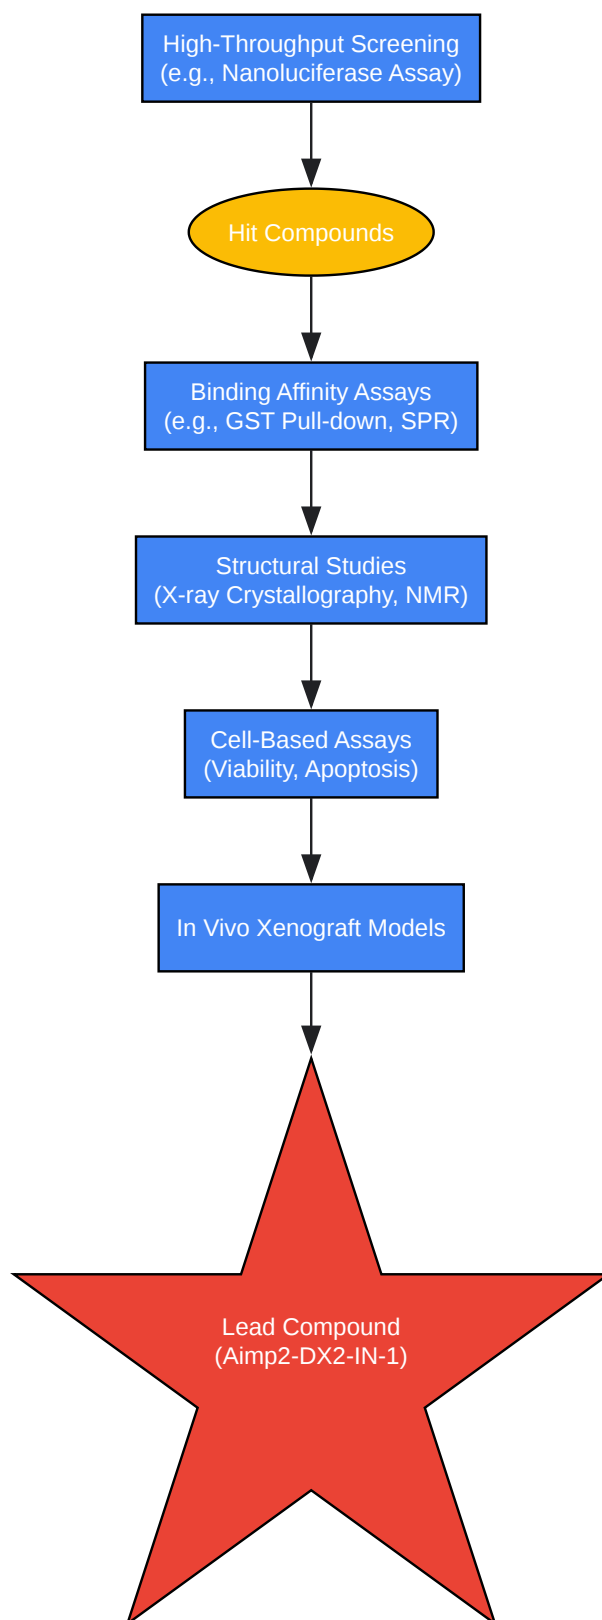 High-Throughput Screening
(e.g., Nanoluciferase Assay)
Hit Compounds
Binding Affinity Assays
(e.g., GST Pull-down, SPR)
Structural Studies
(X-ray Crystallography, NMR)
Cell-Based Assays
(Viability, Apoptosis)
In Vivo Xenograft Models
Lead Compound
(Aimp2-DX2-IN-1)